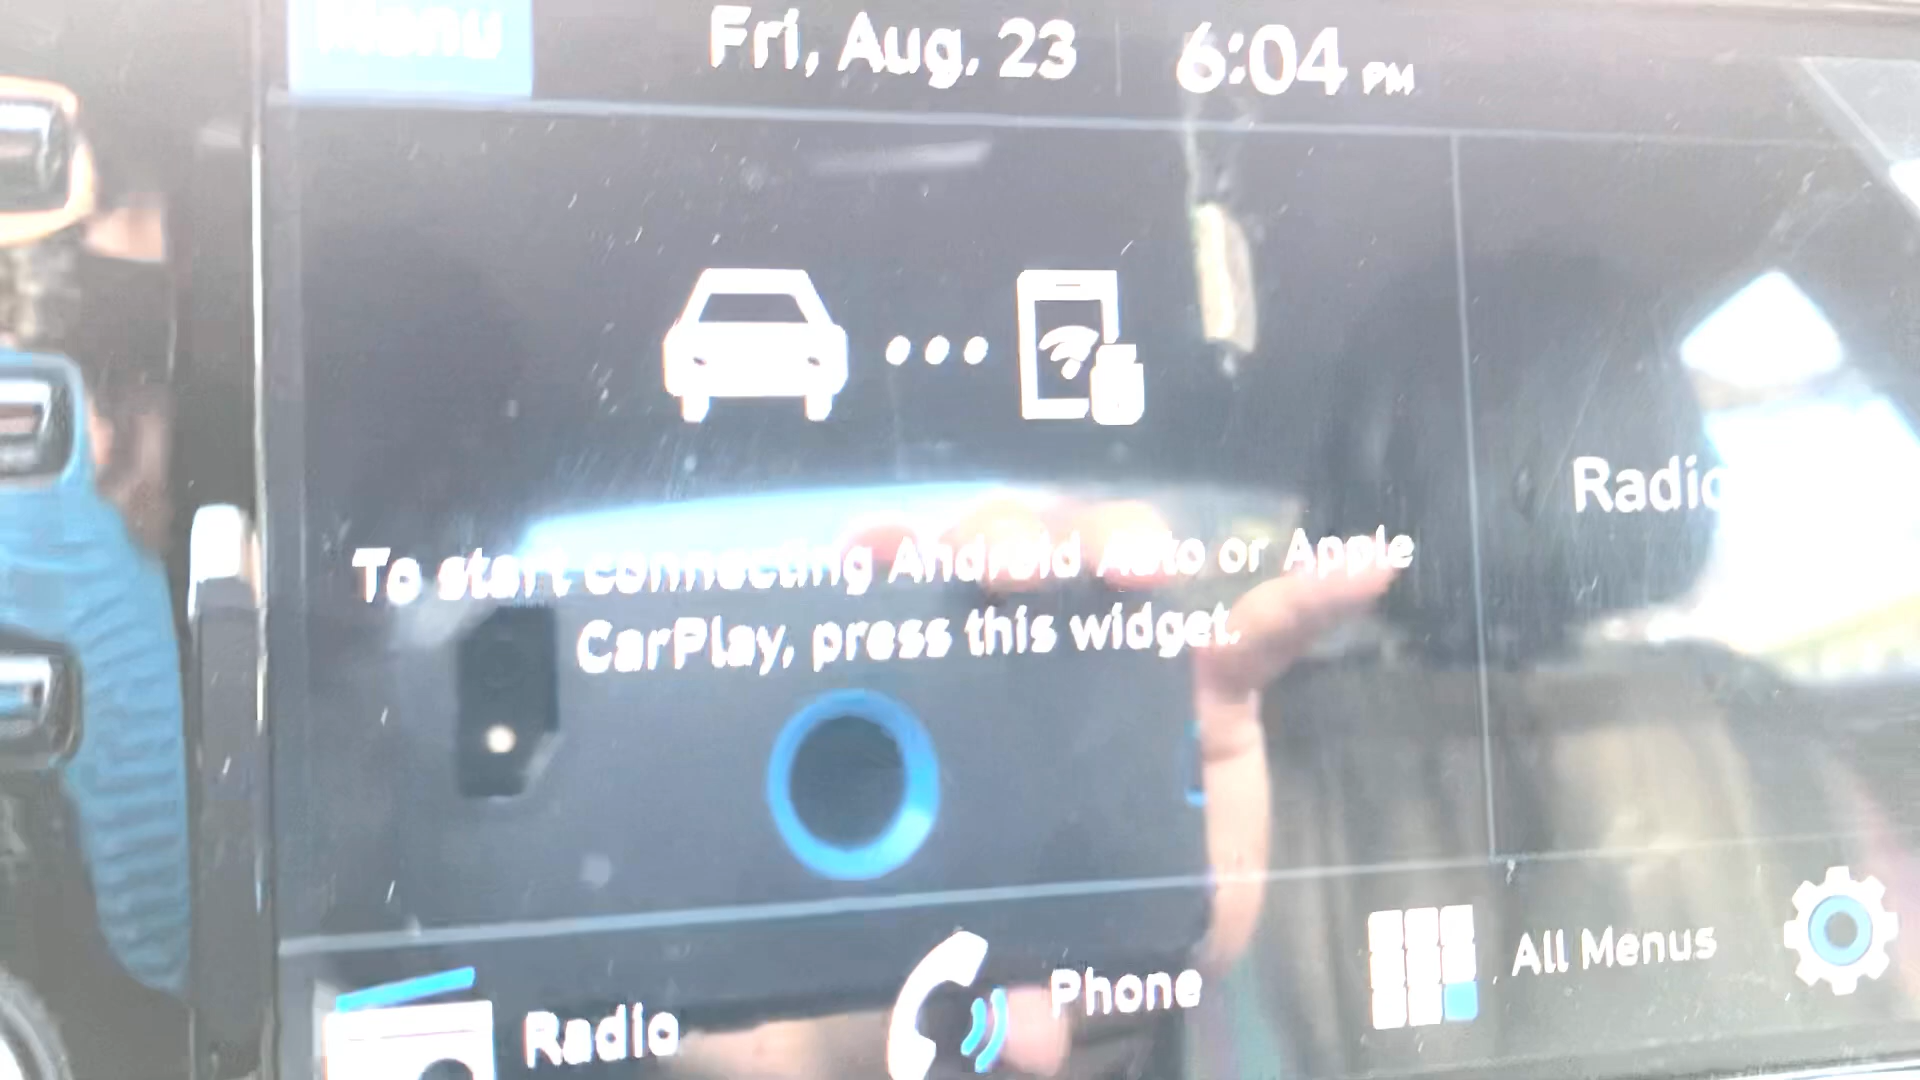 Menu
Fri, Aug. 23 6:04 PM
Radio
To start connecting Android Auto or Apple
CarPlay, press this widget.
Radio
Phone
All Menus